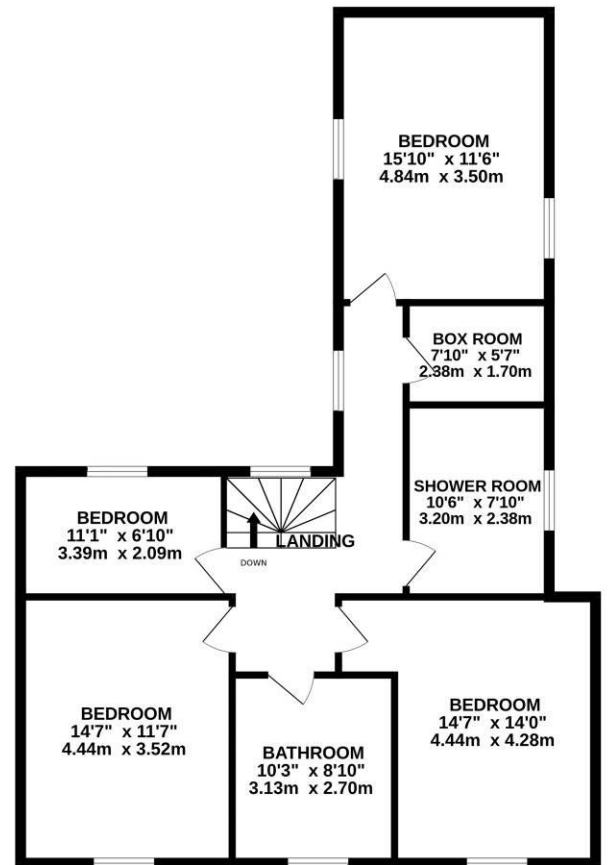 BEDROOM
15'10" x 11'6"
4.84m x 3.50m
BOX ROOM
7'10" x 5'7"
2.38m x 1.70m
SHOWER ROOM
10'6" x 7'10"
3.20m x 2.38m
BEDROOM
11'1" x 6'10"
3.39m x 2.09m
LANDING
DOWN
BEDROOM
14'7" x 11'7"
4.44m x 3.52m
BATHROOM
10'3" x 8'10"
3.13m x 2.70m
BEDROOM
14'7" x 14'0"
4.44m x 4.28m